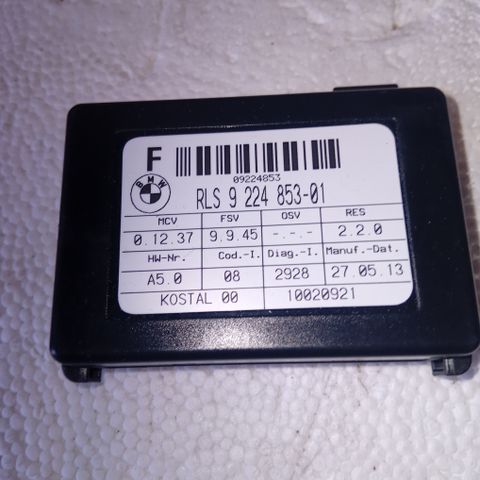 F
09224853
BMW
RLS 9 224 853-01
MCV FSV OSV RES
0.12.37 9.9.45 -.-.- 2.2.0
HW-Nr. Cod.-I. Diag.-I. Manuf.-Dat.
A5.0 08 2928 27.05.13
KOSTAL 00 10020921